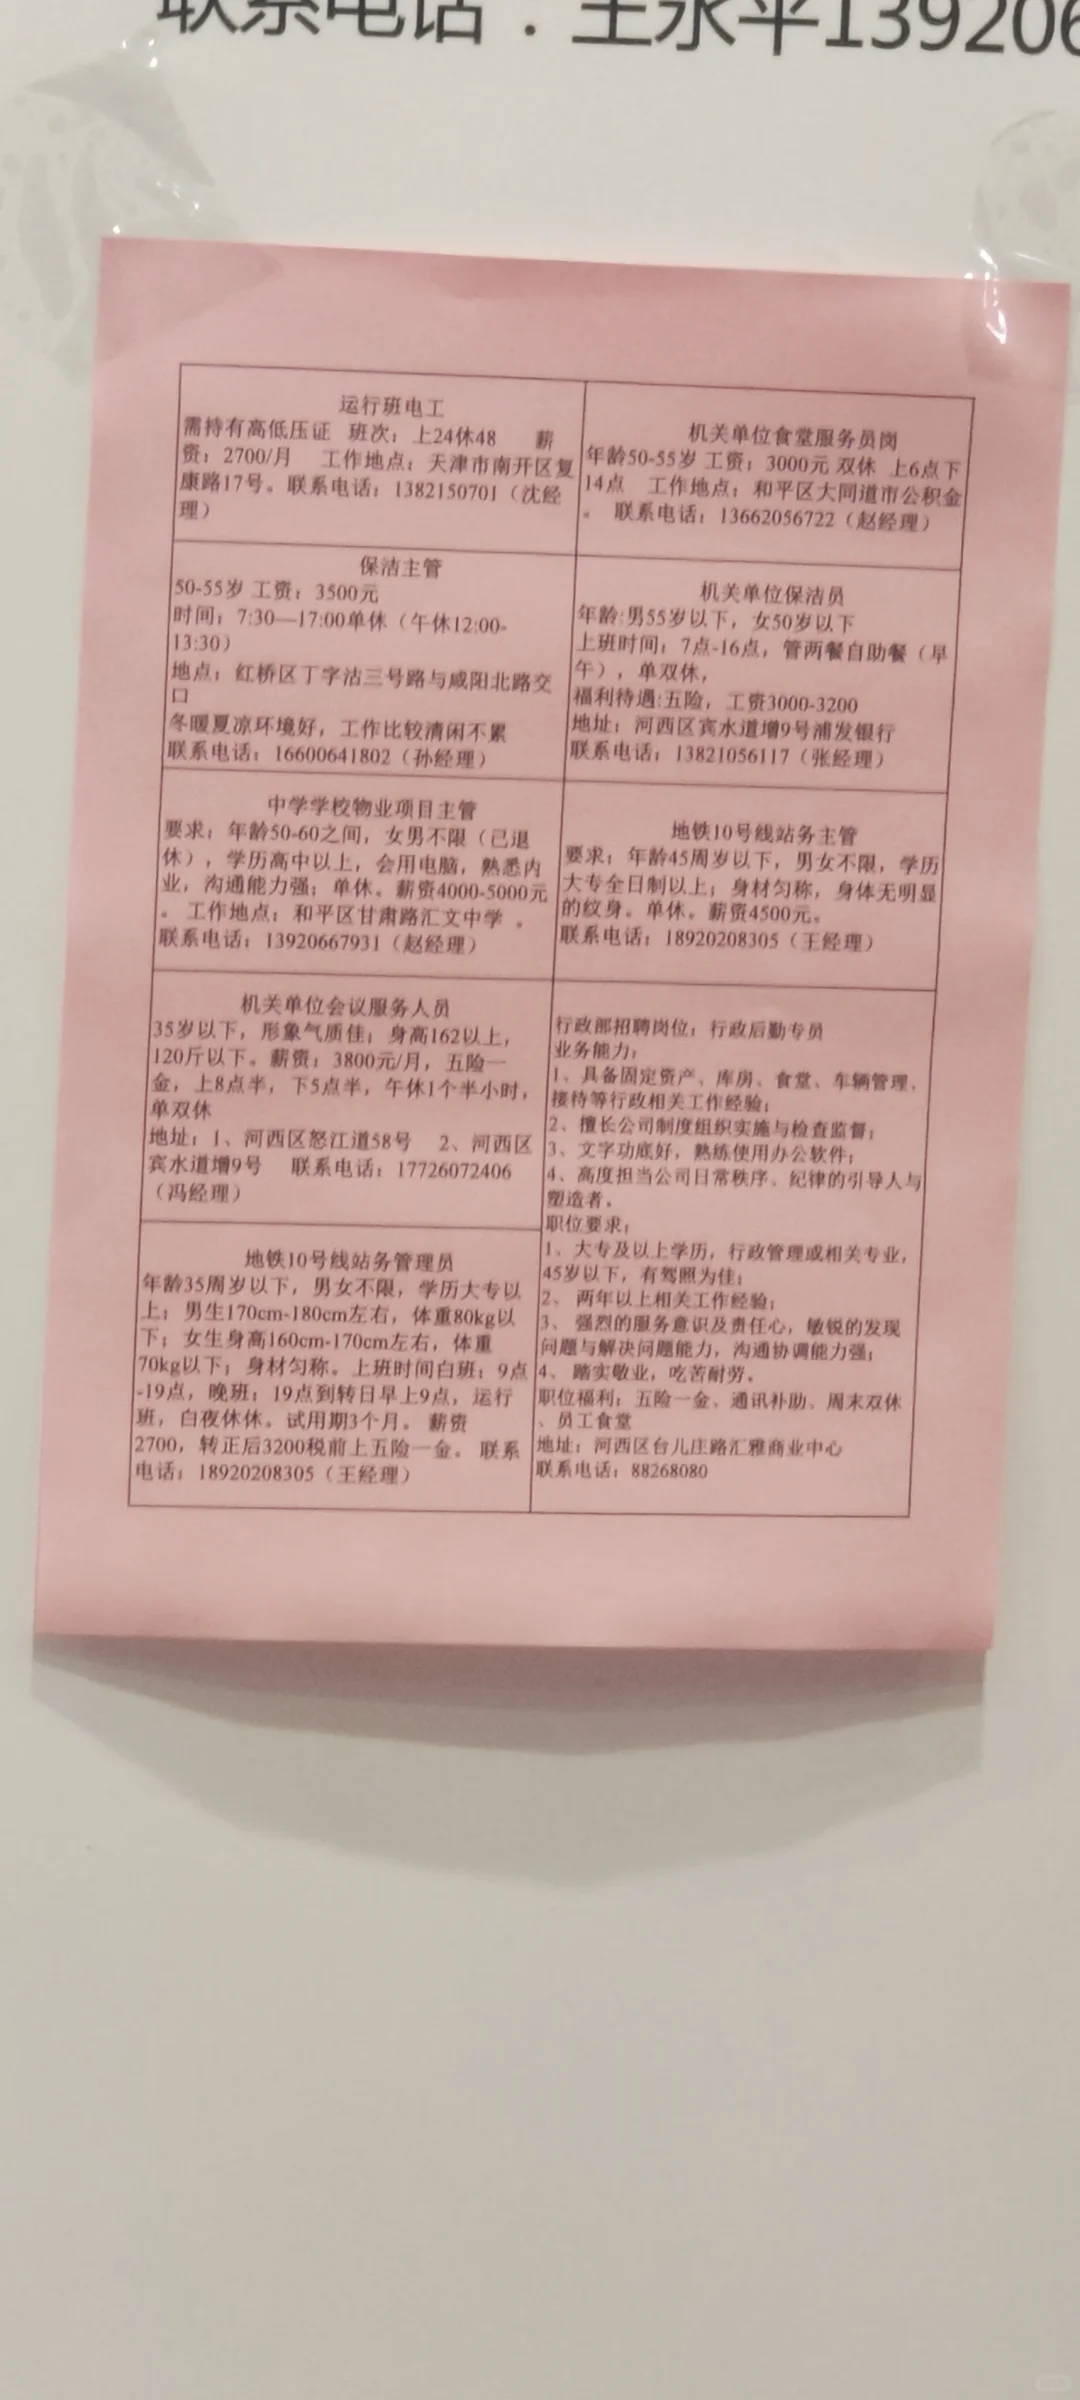 联系电话：王永平139206
运行班电工
需持有高低压证 班次：上24休48 薪
资：2700/月 工作地点：天津市南开区复
康路17号。联系电话：1382150701（沈经
理）
机关单位食堂服务员岗
年龄50-55岁 工资：3000元 双休 上6点下
14点 工作地点：和平区大同道市公积金
。 联系电话：13662056722（赵经理）
保洁主管
50-55岁 工资：3500元
时间：7:30—17:00单休（午休12:00-
13:30）
地点：红桥区丁字沽三号路与咸阳北路交
口
冬暖夏凉环境好，工作比较清闲不累
联系电话：16600641802（孙经理）
机关单位保洁员
年龄:男55岁以下，女50岁以下
上班时间：7点-16点，管两餐自助餐（早
午），单双休，
福利待遇:五险，工资3000-3200
地址：河西区宾水道增9号浦发银行
联系电话：13821056117（张经理）
中学学校物业项目主管
要求：年龄50-60之间，女男不限（已退
休），学历高中以上，会用电脑，熟悉内
业，沟通能力强；单休。薪资4000-5000元
。 工作地点：和平区甘肃路汇文中学 。
联系电话：13920667931（赵经理）
地铁10号线站务主管
要求：年龄45周岁以下，男女不限，学历
大专全日制以上；身材匀称，身体无明显
的纹身。单休。薪资4500元。
联系电话：18920208305（王经理）
机关单位会议服务人员
35岁以下，形象气质佳；身高162以上，
120斤以下。薪资：3800元/月，五险一
金，上8点半，下5点半，午休1个半小时，
单双休
地址：1、河西区怒江道58号 2、河西区
宾水道增9号 联系电话：17726072406
（冯经理）
地铁10号线站务管理员
年龄35周岁以下，男女不限，学历大专以
上；男生170cm-180cm左右，体重80kg以
下；女生身高160cm-170cm左右，体重
70kg以下；身材匀称。上班时间白班：9点
-19点，晚班：19点到转日早上9点，运行
班，白夜休休。试用期3个月。 薪资
2700，转正后3200税前上五险一金。 联系
电话：18920208305（王经理）
行政部招聘岗位：行政后勤专员
业务能力：
1、具备固定资产、库房、食堂、车辆管理、
接待等行政相关工作经验；
2、擅长公司制度组织实施与检查监督；
3、文字功底好，熟练使用办公软件；
4、高度担当公司日常秩序、纪律的引导人与
塑造者。
职位要求：
1、大专及以上学历，行政管理或相关专业，
45岁以下，有驾照为佳；
2、 两年以上相关工作经验；
3、 强烈的服务意识及责任心，敏锐的发现
问题与解决问题能力，沟通协调能力强；
4、 踏实敬业，吃苦耐劳。
职位福利：五险一金、通讯补助、周末双休
、员工食堂
地址：河西区台儿庄路汇雅商业中心
联系电话：88268080